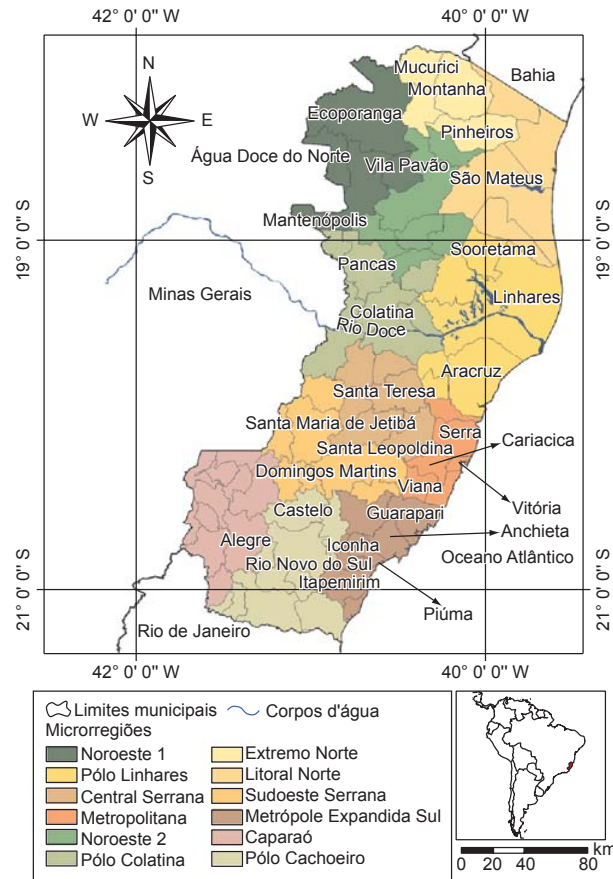 42° 0' 0" W
40° 0' 0" W
N
W
E
S
Mucurici
Montanha
Bahia
Ecoporanga
Pinheiros
Água Doce do Norte
Vila Pavão
São Mateus
Mantenópolis
19° 0' 0" S
19° 0' 0" S
Sooretama
Pancas
Minas Gerais
Linhares
Colatina
Rio Doce
Aracruz
Santa Teresa
Santa Maria de Jetibá
Serra
Cariacica
Santa Leopoldina
Domingos Martins
Viana
Vitória
Castelo
Guarapari
Anchieta
Alegre
Iconha
Oceano Atlântico
Rio Novo do Sul
Itapemirim
21° 0' 0" S
21° 0' 0" S
Piúma
Rio de Janeiro
42° 0' 0" W
40° 0' 0" W
Limites municipais
Corpos d'água
Microrregiões
Noroeste 1
Extremo Norte
Pólo Linhares
Litoral Norte
Central Serrana
Sudoeste Serrana
Metropolitana
Metrópole Expandida Sul
Noroeste 2
Caparaó
Pólo Colatina
Pólo Cachoeiro
km
0 20 40 80